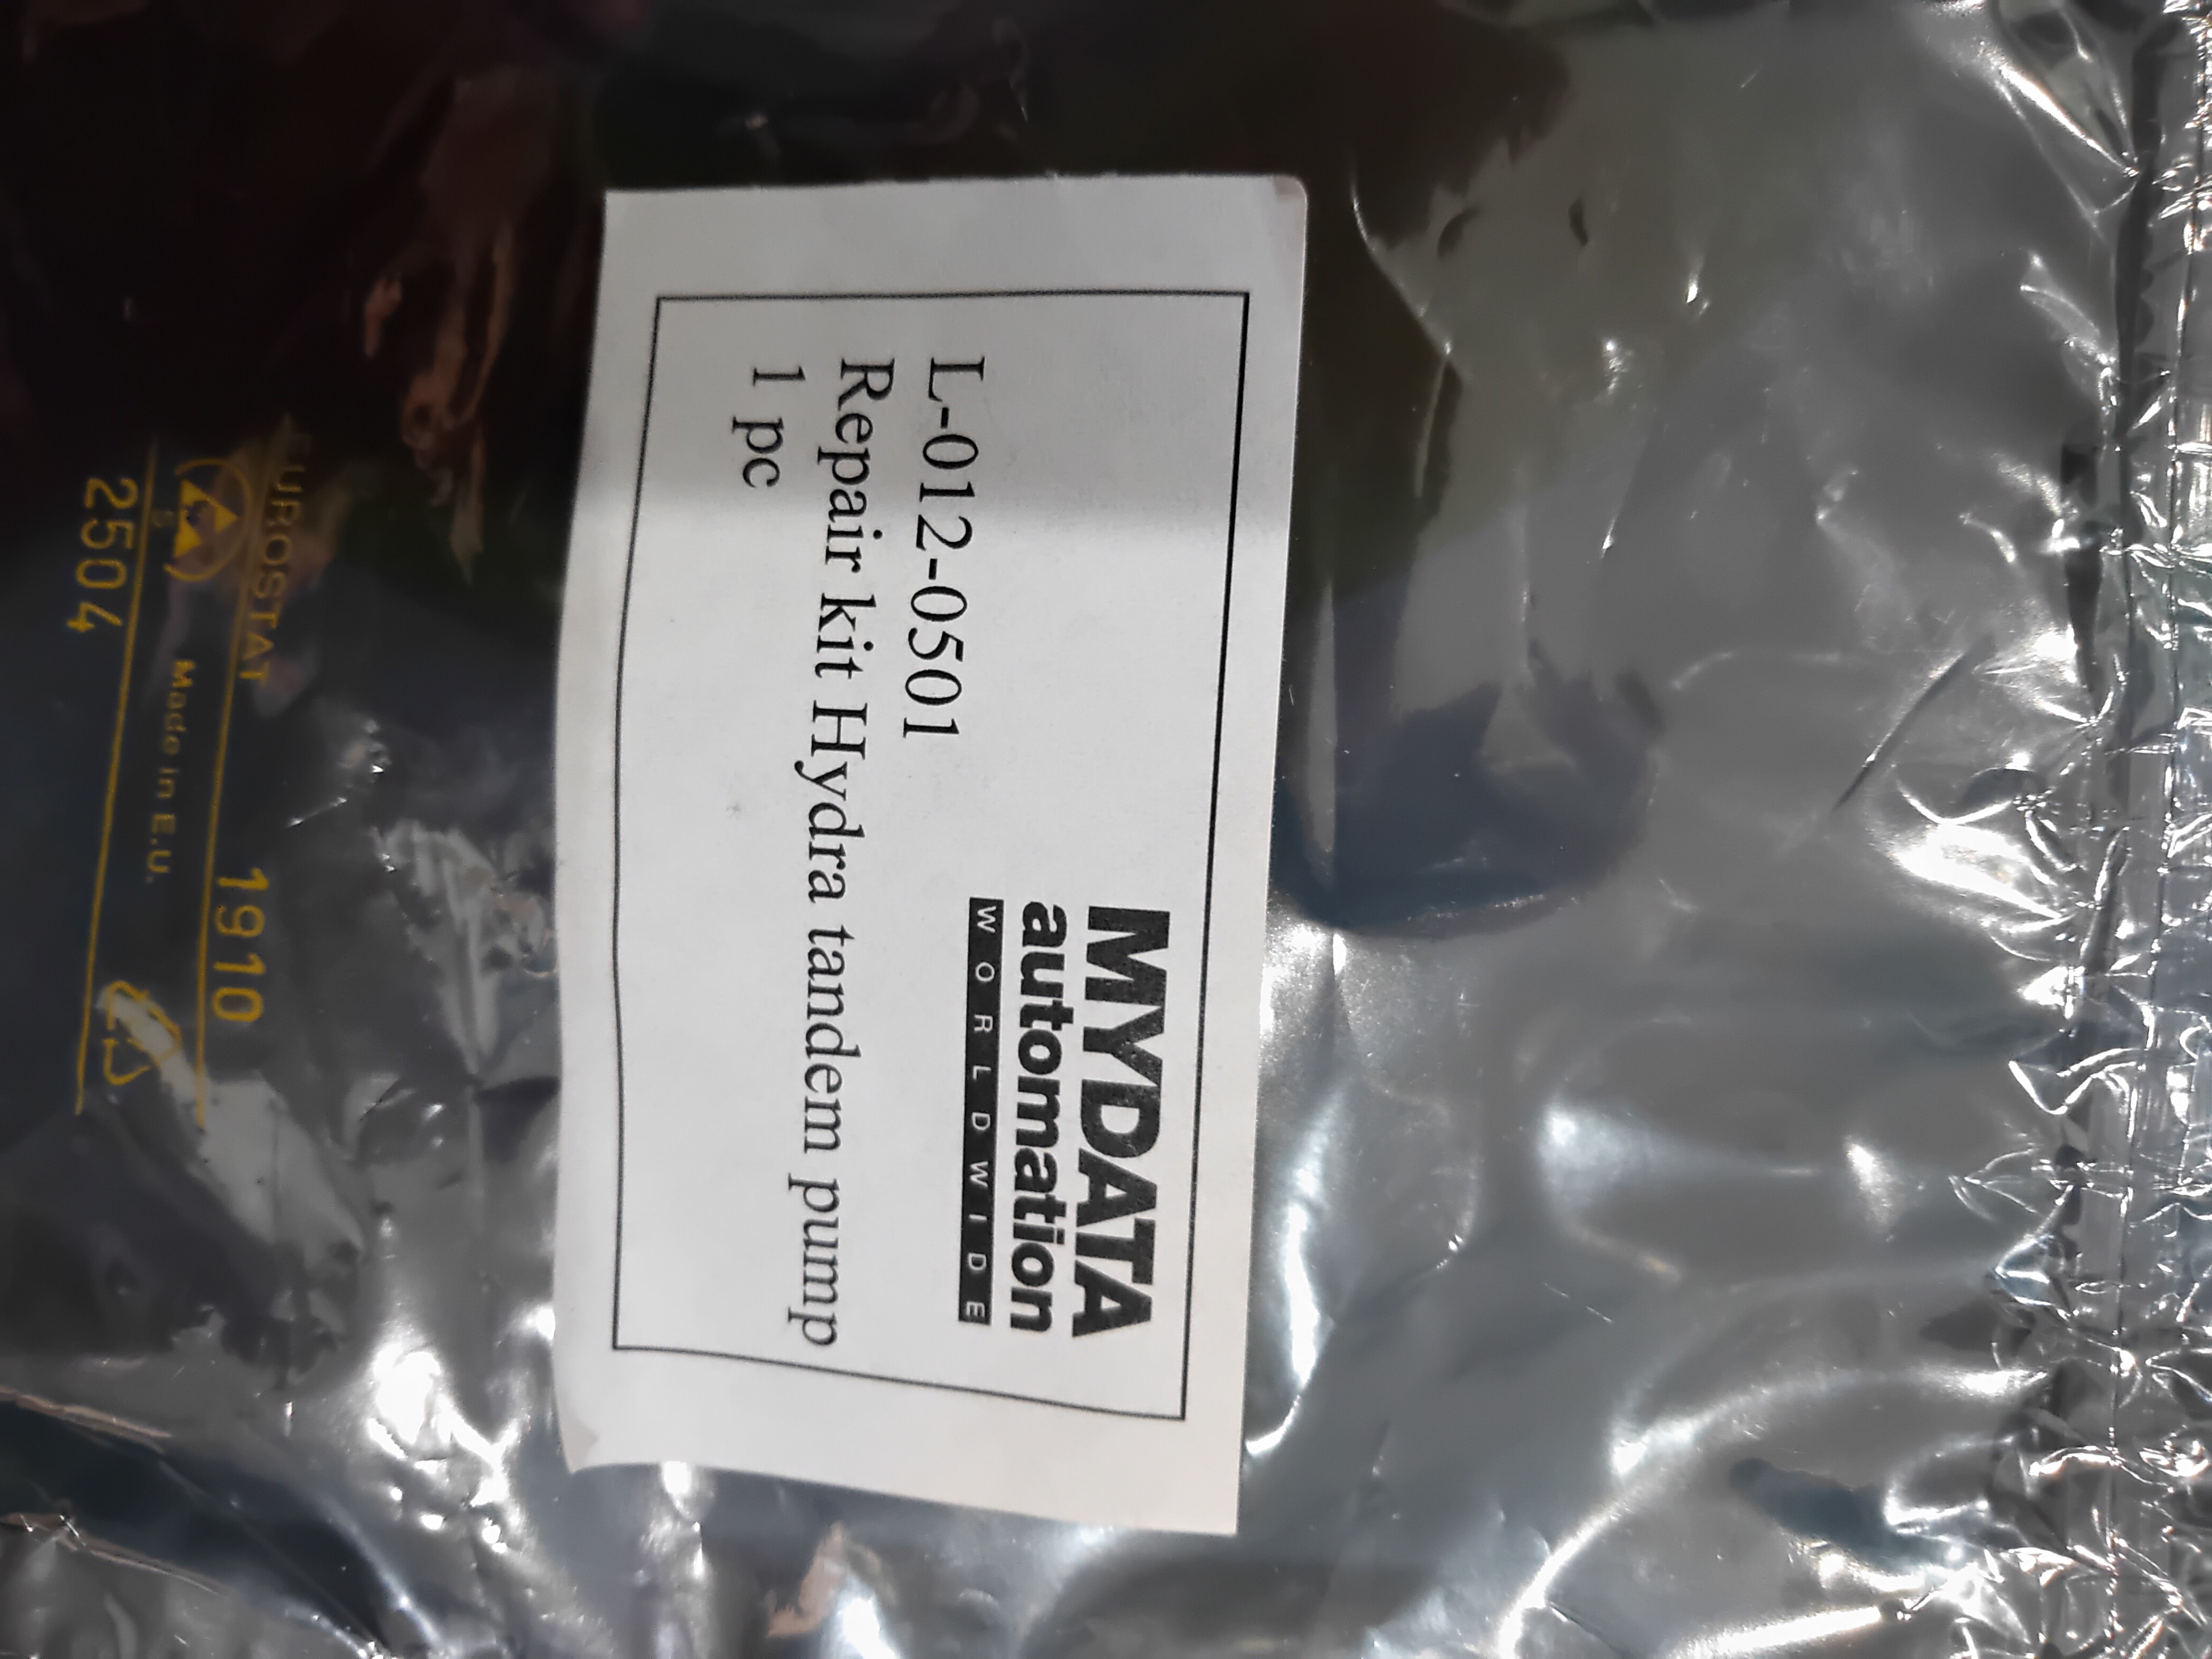 MYDATA
automation
WORLDWIDE
L-012-0501
Repair kit Hydra tandem pump
1 pc
EUROSTAT 1910
Made in E.U.
2504